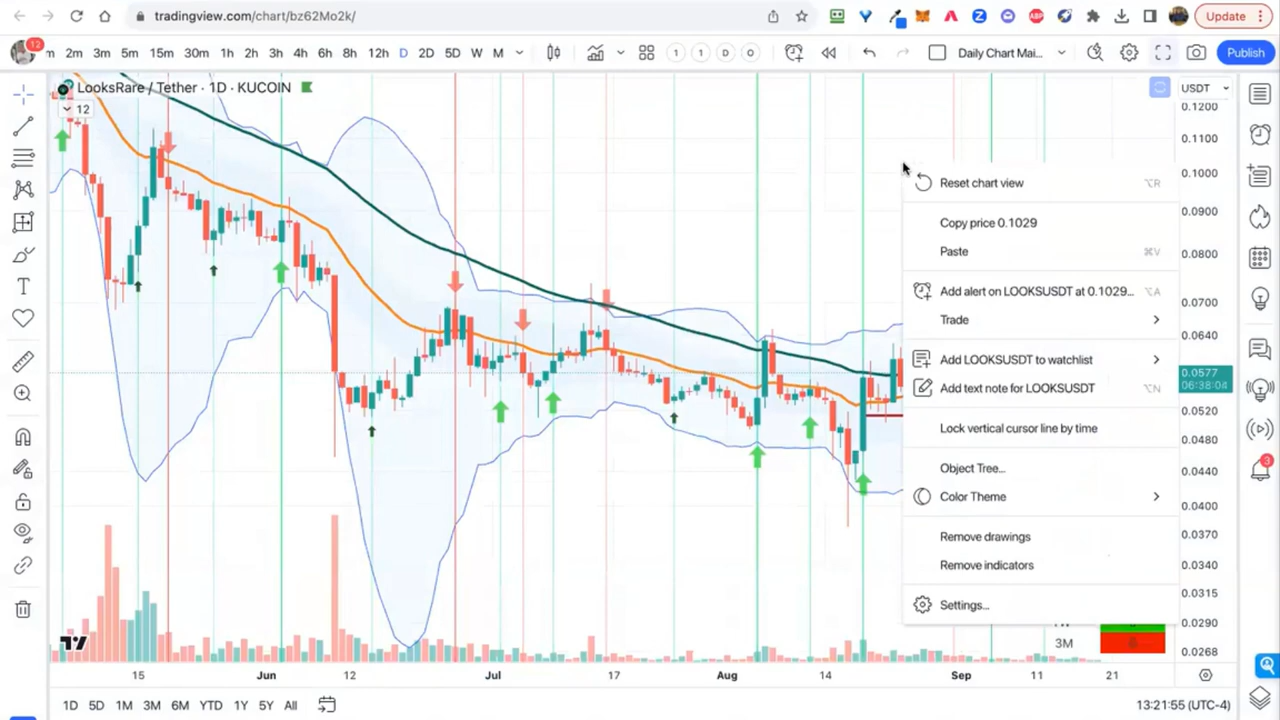 tradingview.com/chart/bz62Mo2k/
ABP
Update
12
2m 3m 5m 15m 30m 1h 2h 3h 4h 6h 8h 12h D 2D 5D W M
1 1 D O
Daily Chart Mai...
Publish
LooksRare / Tether · 1D · KUCOIN
12
USDT
0.1200
0.1100
0.1000
0.0900
0.0800
0.0700
0.0640
0.0577
06:38:04
0.0520
0.0480
0.0440
0.0400
0.0370
0.0340
0.0315
0.0290
0.0268
Reset chart view ⌥R
Copy price 0.1029
Paste ⌘V
Add alert on LOOKSUSDT at 0.1029... ⌥A
Trade
Add LOOKSUSDT to watchlist
Add text note for LOOKSUSDT ⌥N
Lock vertical cursor line by time
Object Tree...
Color Theme
Remove drawings
Remove indicators
Settings...
3M
3
15 Jun 12 Jul 17 Aug 14 Sep 11 21
1D 5D 1M 3M 6M YTD 1Y 5Y All
13:21:55 (UTC-4)